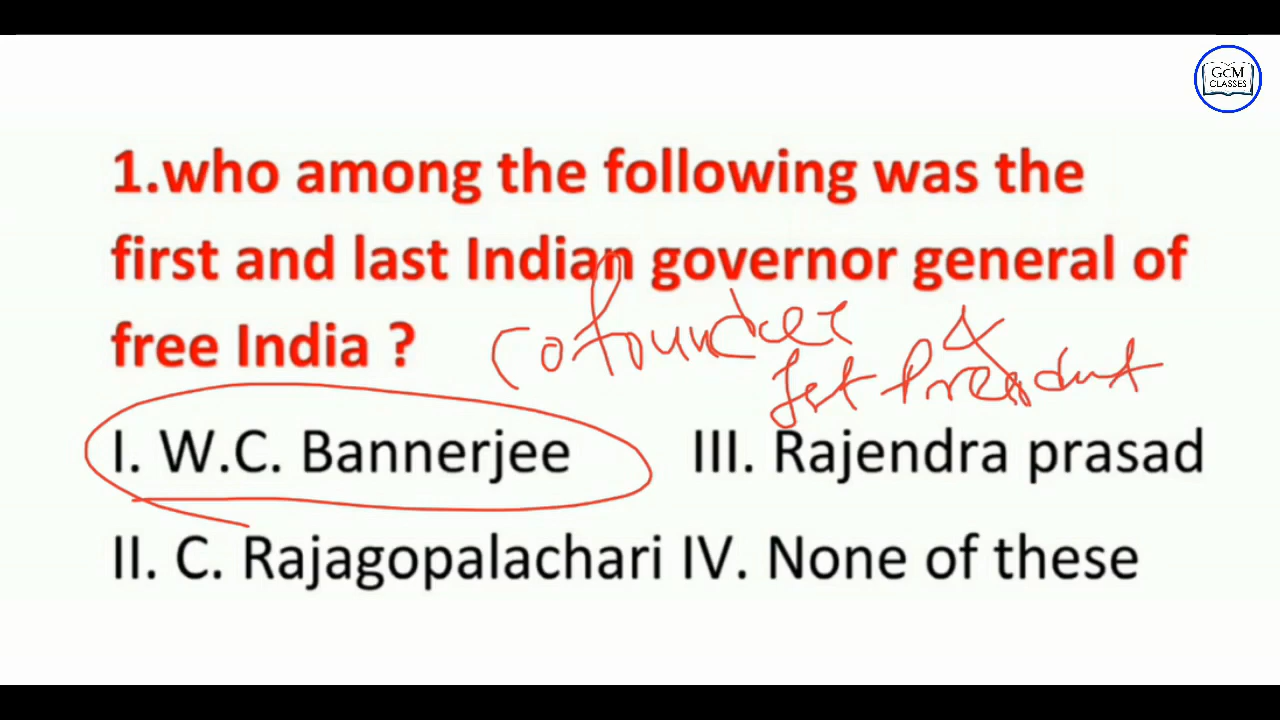 GCM
CLASSES
1.who among the following was the
first and last Indian governor general of
free India ?
cofounder &
1st President
I. W.C. Bannerjee III. Rajendra prasad
II. C. Rajagopalachari IV. None of these